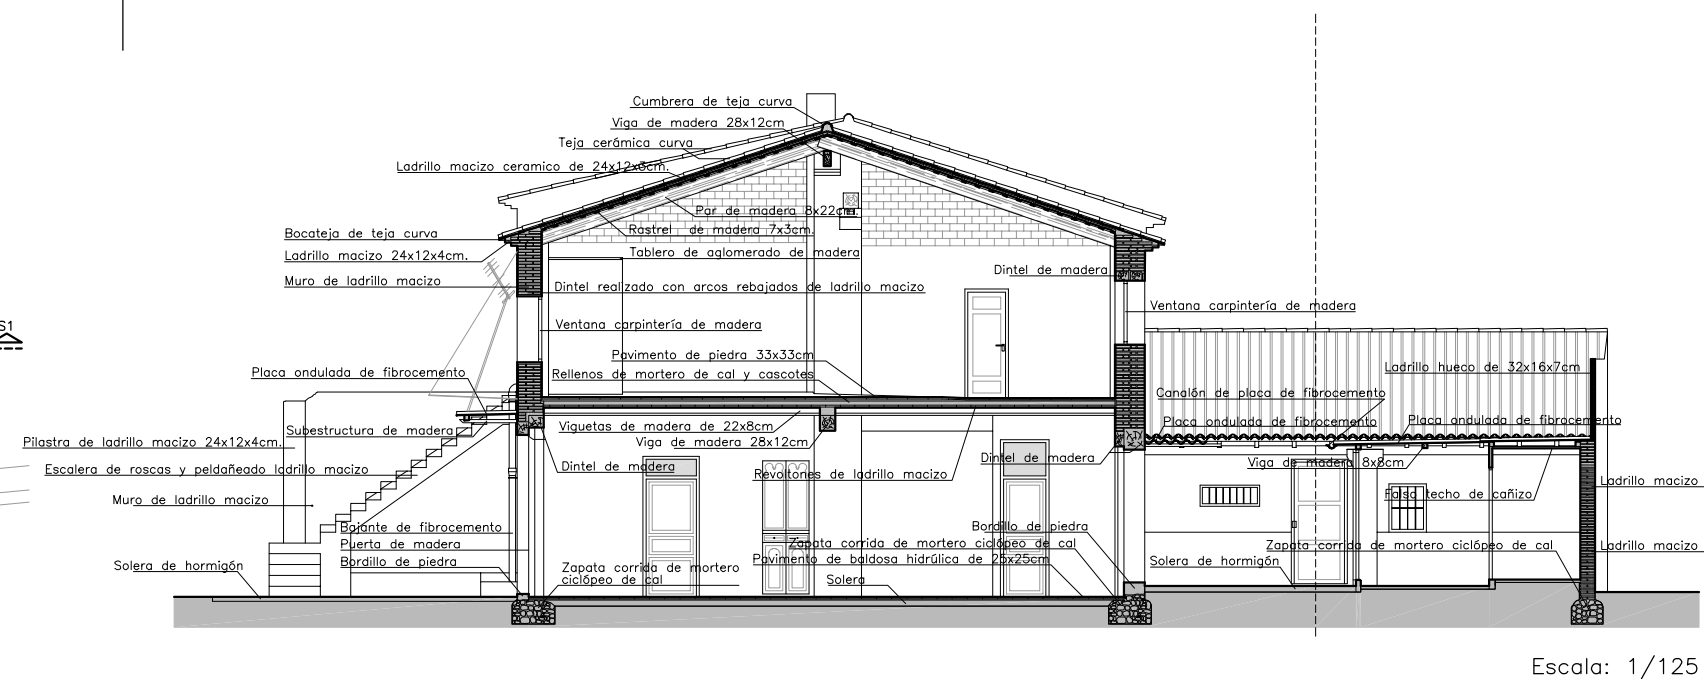 Cumbrera de teja curva
Viga de madera 28x12cm
Teja cerámica curva
Ladrillo macizo ceramico de 24x12x3cm.
Par de madera 8x22cm.
Rastrel de madera 7x3cm.
Bocateja de teja curva
Ladrillo macizo 24x12x4cm.
Tablero de aglomerado de madera
Dintel de madera
Muro de ladrillo macizo
Dintel realizado con arcos rebajados de ladrillo macizo
Ventana carpintería de madera
S1
Ventana carpintería de madera
Pavimento de piedra 33x33cm
Placa ondulada de fibrocemento
Rellenos de mortero de cal y cascotes
Ladrillo hueco de 32x16x7cm
Canalón de placa de fibrocemento
Placa ondulada de fibrocemento
Placa ondulada de fibrocemento
Subestructura de madera
Viguetas de madera de 22x8cm
Pilastra de ladrillo macizo 24x12x4cm.
Viga de madera 28x12cm
Escalera de roscas y peldañeado ladrillo macizo
Dintel de madera
Dintel de madera
Revoltones de ladrillo macizo
Viga de madera 8x8cm
Ladrillo macizo
Falso techo de cañizo
Muro de ladrillo macizo
Bajante de fibrocemento
Bordillo de piedra
Puerta de madera
Zapata corrida de mortero ciclópeo de cal
Zapata corrida de mortero ciclópeo de cal
Ladrillo macizo
Bordillo de piedra
Pavimento de baldosa hidrúlica de 25x25cm
Solera de hormigón
Solera de hormigón
Zapata corrida de mortero
ciclópeo de cal
Solera
Escala: 1/125